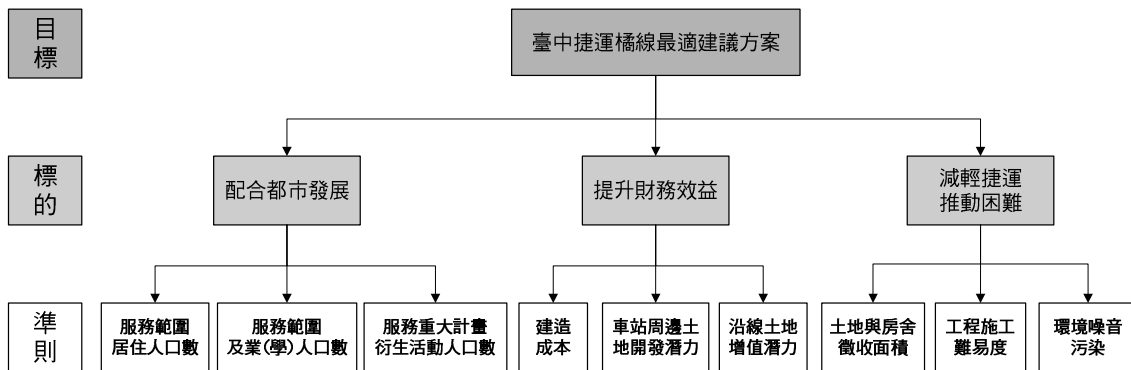 目
標
臺中捷運橘線最適建議方案
標
的
配合都市發展
提升財務效益
減輕捷運
推動困難
準
則
服務範圍
居住人口數
服務範圍
及業(學)人口數
服務重大計畫
衍生活動人口數
建造
成本
車站周邊土
地開發潛力
沿線土地
增值潛力
土地與房舍
徵收面積
工程施工
難易度
環境噪音
污染